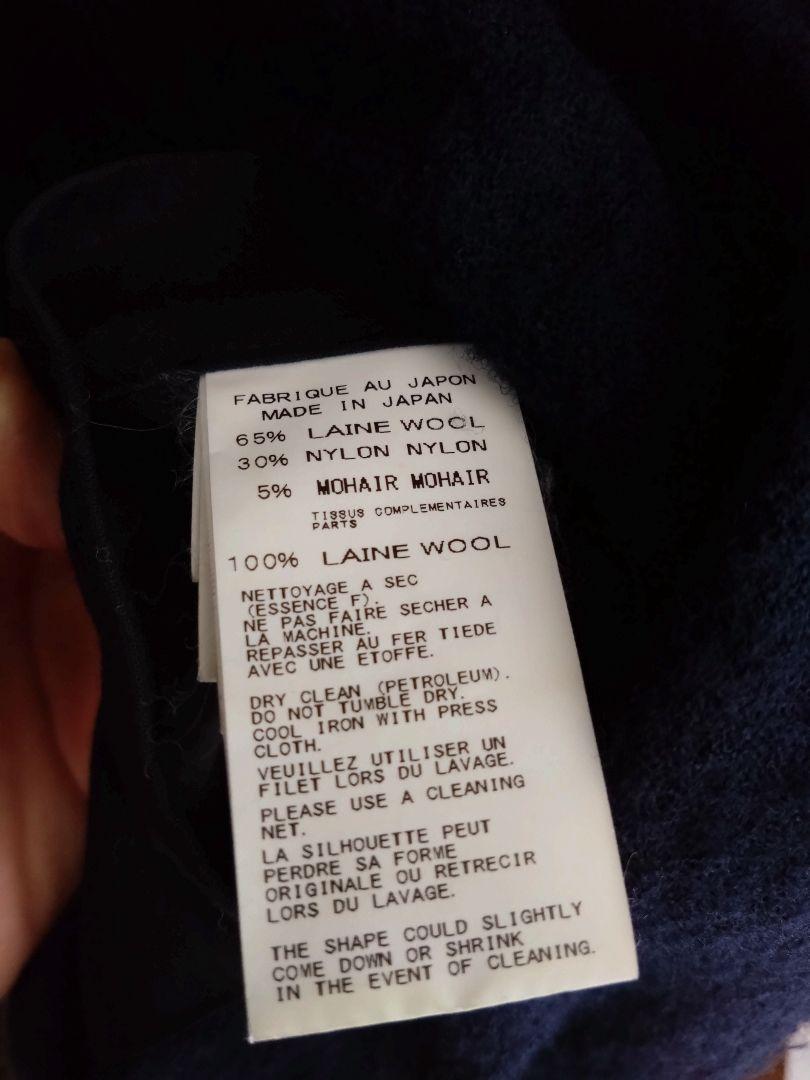 FABRIQUE AU JAPON
MADE IN JAPAN
65% LAINE WOOL
30% NYLON NYLON
5% MOHAIR MOHAIR
TISSUS COMPLEMENTAIRES
PARTS
100% LAINE WOOL
NETTOYAGE A SEC
(ESSENCE F).
NE PAS FAIRE SECHER A
LA MACHINE.
REPASSER AU FER TIEDE
AVEC UNE ETOFFE.
DRY CLEAN (PETROLEUM).
DO NOT TUMBLE DRY.
COOL IRON WITH PRESS
CLOTH.
VEUILLEZ UTILISER UN
FILET LORS DU LAVAGE.
PLEASE USE A CLEANING
NET.
LA SILHOUETTE PEUT
PERDRE SA FORME
ORIGINALE OU RETRECIR
LORS DU LAVAGE.
THE SHAPE COULD SLIGHTLY
COME DOWN OR SHRINK
IN THE EVENT OF CLEANING.